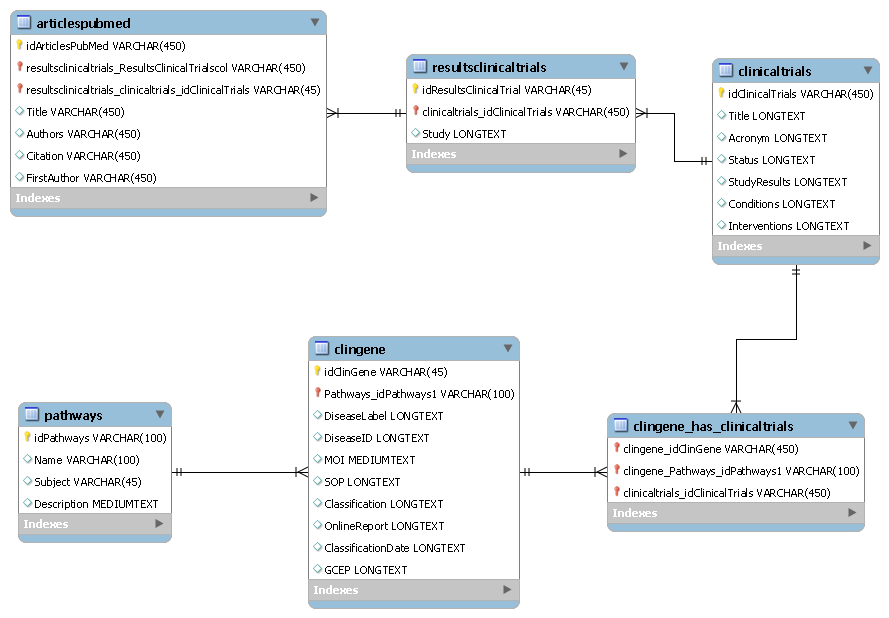 articlespubmed
idArticlesPubMed VARCHAR(450)
resultsclinicaltrials_ResultsClinicalTrialscol VARCHAR(450)
resultsclinicaltrials_clinicaltrials_idClinicalTrials VARCHAR(45)
Title VARCHAR(450)
Authors VARCHAR(450)
Citation VARCHAR(450)
FirstAuthor VARCHAR(450)
Indexes
resultsclinicaltrials
idResultsClinicalTrial VARCHAR(45)
clinicaltrials_idClinicalTrials VARCHAR(450)
Study LONGTEXT
Indexes
clinicaltrials
idClinicalTrials VARCHAR(450)
Title LONGTEXT
Acronym LONGTEXT
Status LONGTEXT
StudyResults LONGTEXT
Conditions LONGTEXT
Interventions LONGTEXT
Indexes
pathways
idPathways VARCHAR(100)
Name VARCHAR(100)
Subject VARCHAR(45)
Description MEDIUMTEXT
Indexes
clingene
idClinGene VARCHAR(45)
Pathways_idPathways1 VARCHAR(100)
DiseaseLabel LONGTEXT
DiseaseID LONGTEXT
MOI MEDIUMTEXT
SOP LONGTEXT
Classification LONGTEXT
OnlineReport LONGTEXT
ClassificationDate LONGTEXT
GCEP LONGTEXT
Indexes
clingene_has_clinicaltrials
clingene_idClinGene VARCHAR(450)
clingene_Pathways_idPathways1 VARCHAR(100)
clinicaltrials_idClinicalTrials VARCHAR(450)
Indexes